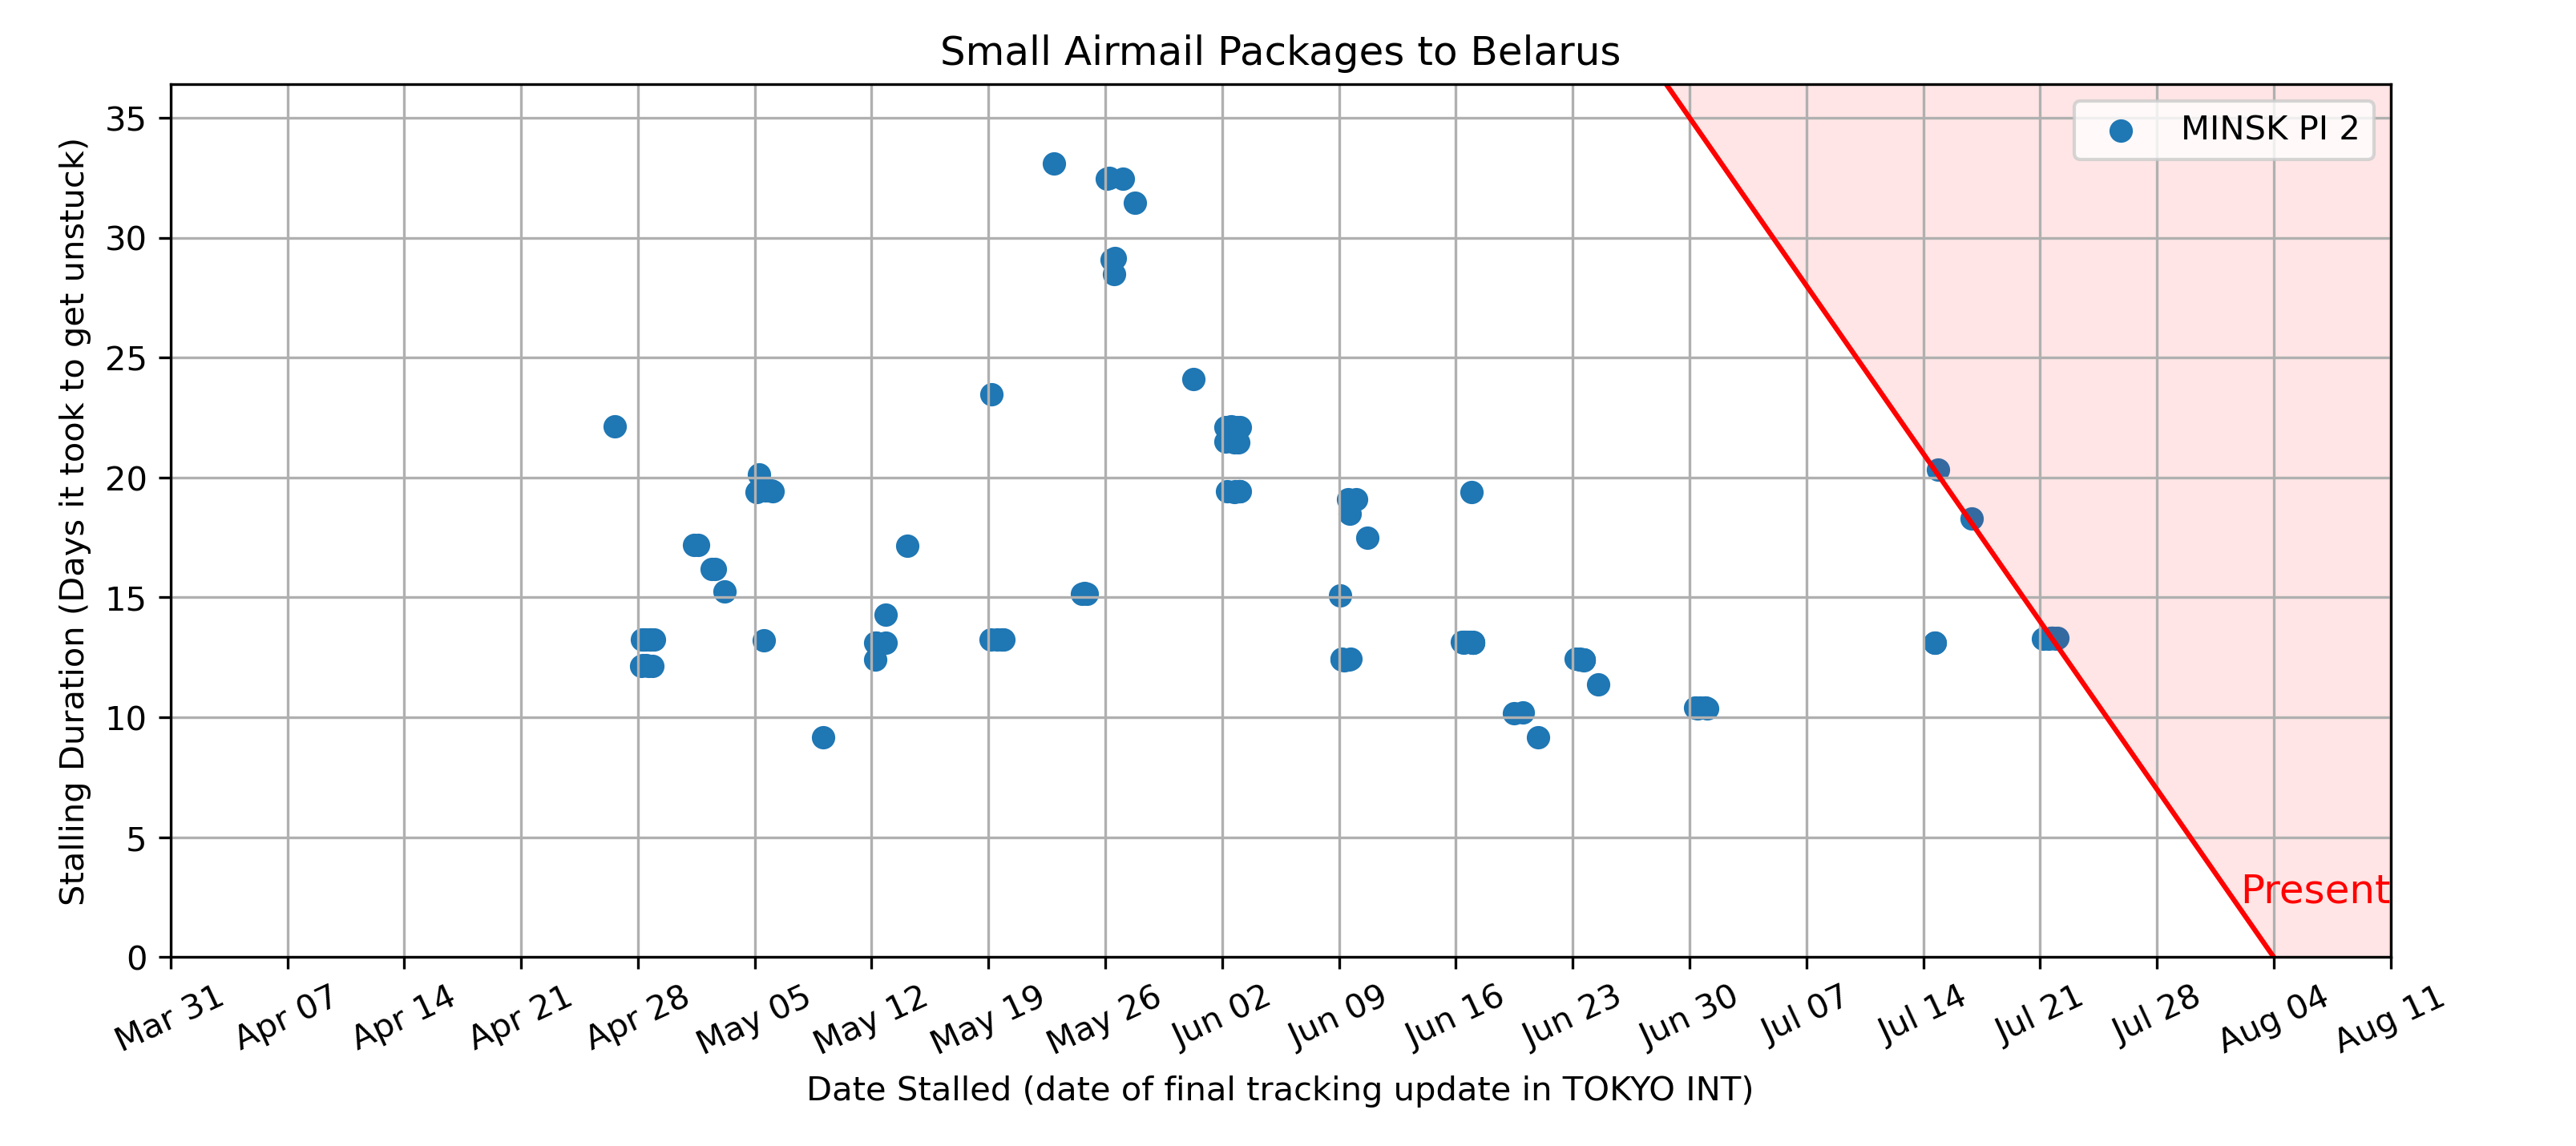 Small Airmail Packages to Belarus
Stalling Duration (Days it took to get unstuck)
35
30
25
20
15
10
5
0
MINSK PI 2
Present
Mar 31
Apr 07
Apr 14
Apr 21
Apr 28
May 05
May 12
May 19
May 26
Jun 02
Jun 09
Jun 16
Jun 23
Jun 30
Jul 07
Jul 14
Jul 21
Jul 28
Aug 04
Aug 11
Date Stalled (date of final tracking update in TOKYO INT)